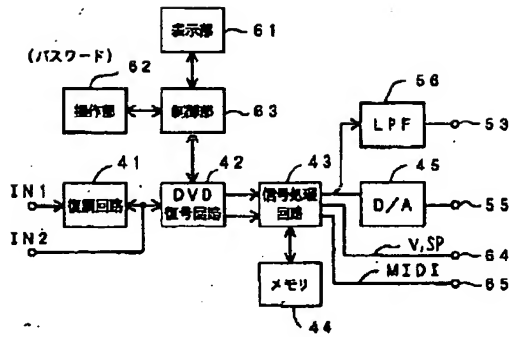 表示部
61
(パスワード)
62
56
操作部
制御部
63
LPF
59
41
42
43
45
IN1
復調回路
DVD
復号回路
信号処理
回路
D/A
55
IN2
V,SP
64
メモリ
MIDI
65
44